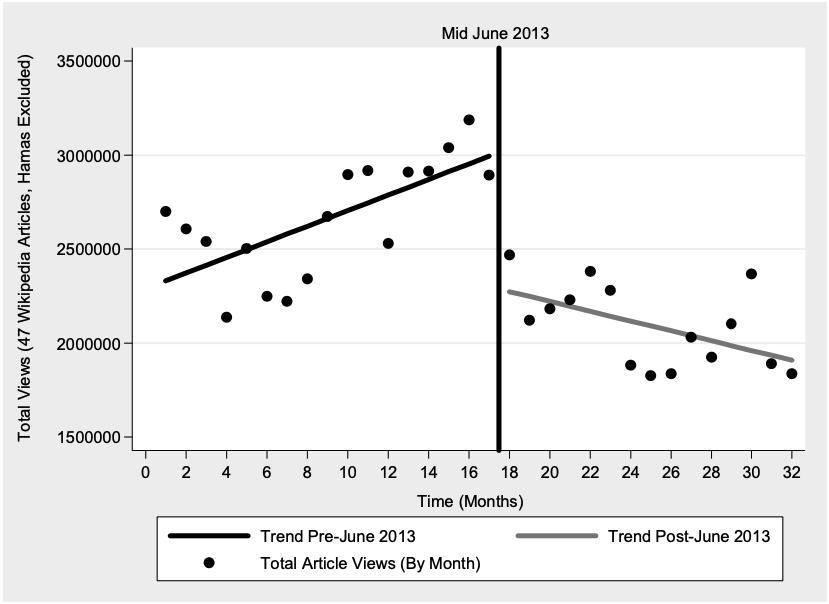 Mid June 2013
Total Views (47 Wikipedia Articles, Hamas Excluded)
3500000
3000000
2500000
2000000
1500000
0 2 4 6 8 10 12 14 16 18 20 22 24 26 28 30 32
Time (Months)
Trend Pre-June 2013 Trend Post-June 2013
Total Article Views (By Month)